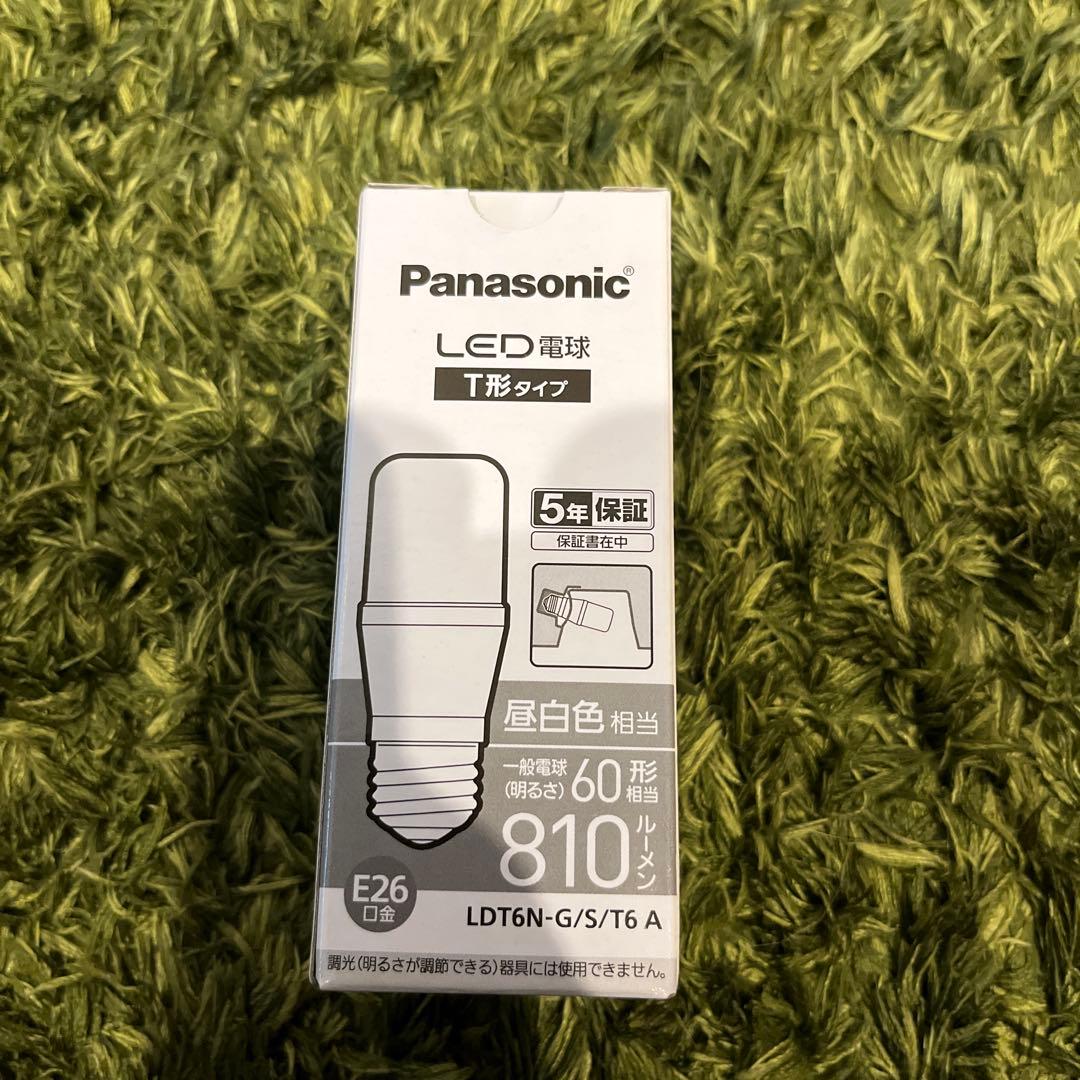 Panasonic®
LED電球
T形タイプ
5年保証
保証書在中
昼白色相当
一般電球(明るさ)60形相当
810ルーメン
E26
口金
LDT6N-G/S/T6 A
調光(明るさが調節できる)器具には使用できません。